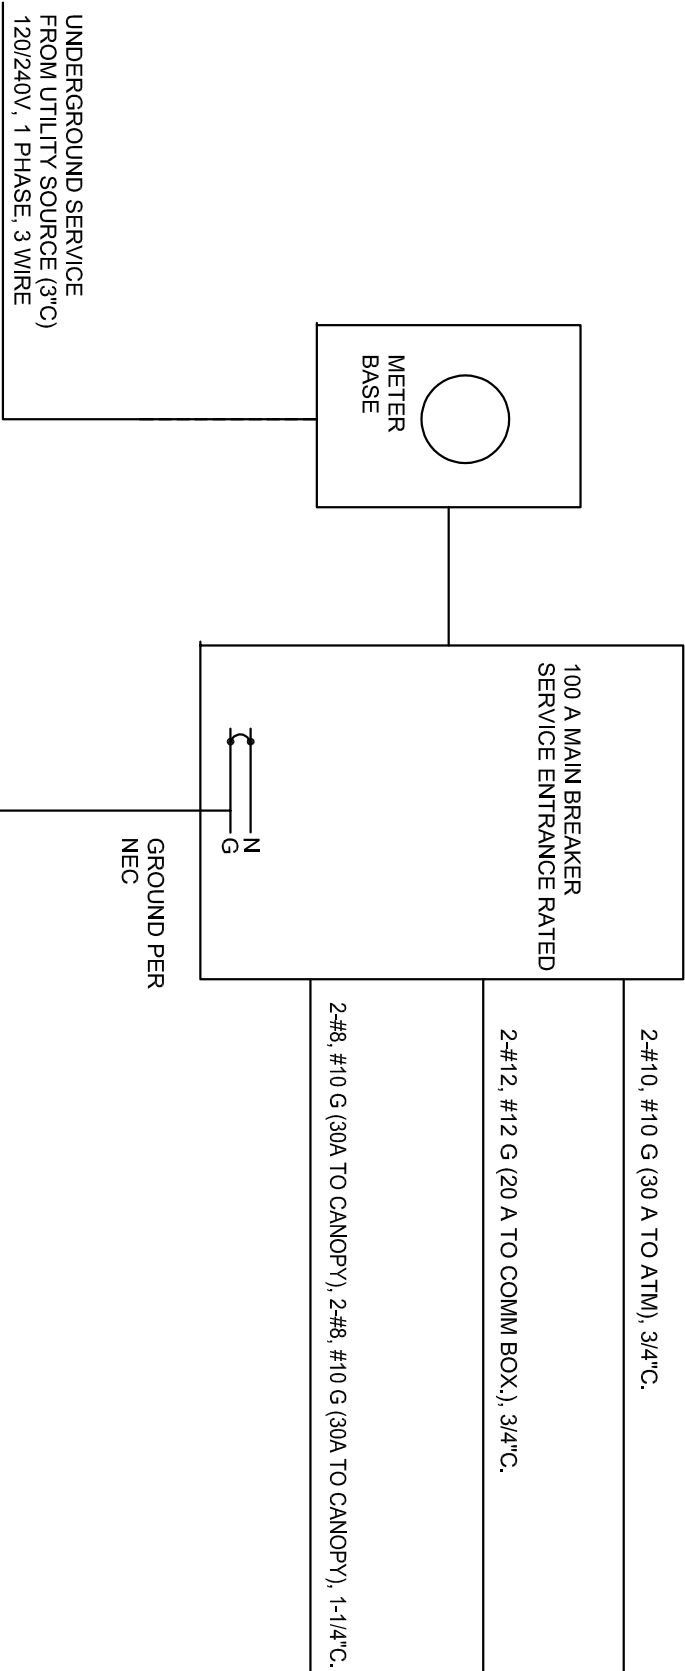 UNDERGROUND SERVICE
FROM UTILITY SOURCE (3"C)
120/240V, 1 PHASE, 3 WIRE
METER
BASE
100 A MAIN BREAKER
SERVICE ENTRANCE RATED
N
G
GROUND PER
NEC
2-#10, #10 G (30 A TO ATM), 3/4"C.
2-#12, #12 G (20 A TO COMM BOX.), 3/4"C.
2-#8, #10 G (30A TO CANOPY), 2-#8, #10 G (30A TO CANOPY), 1-1/4"C.